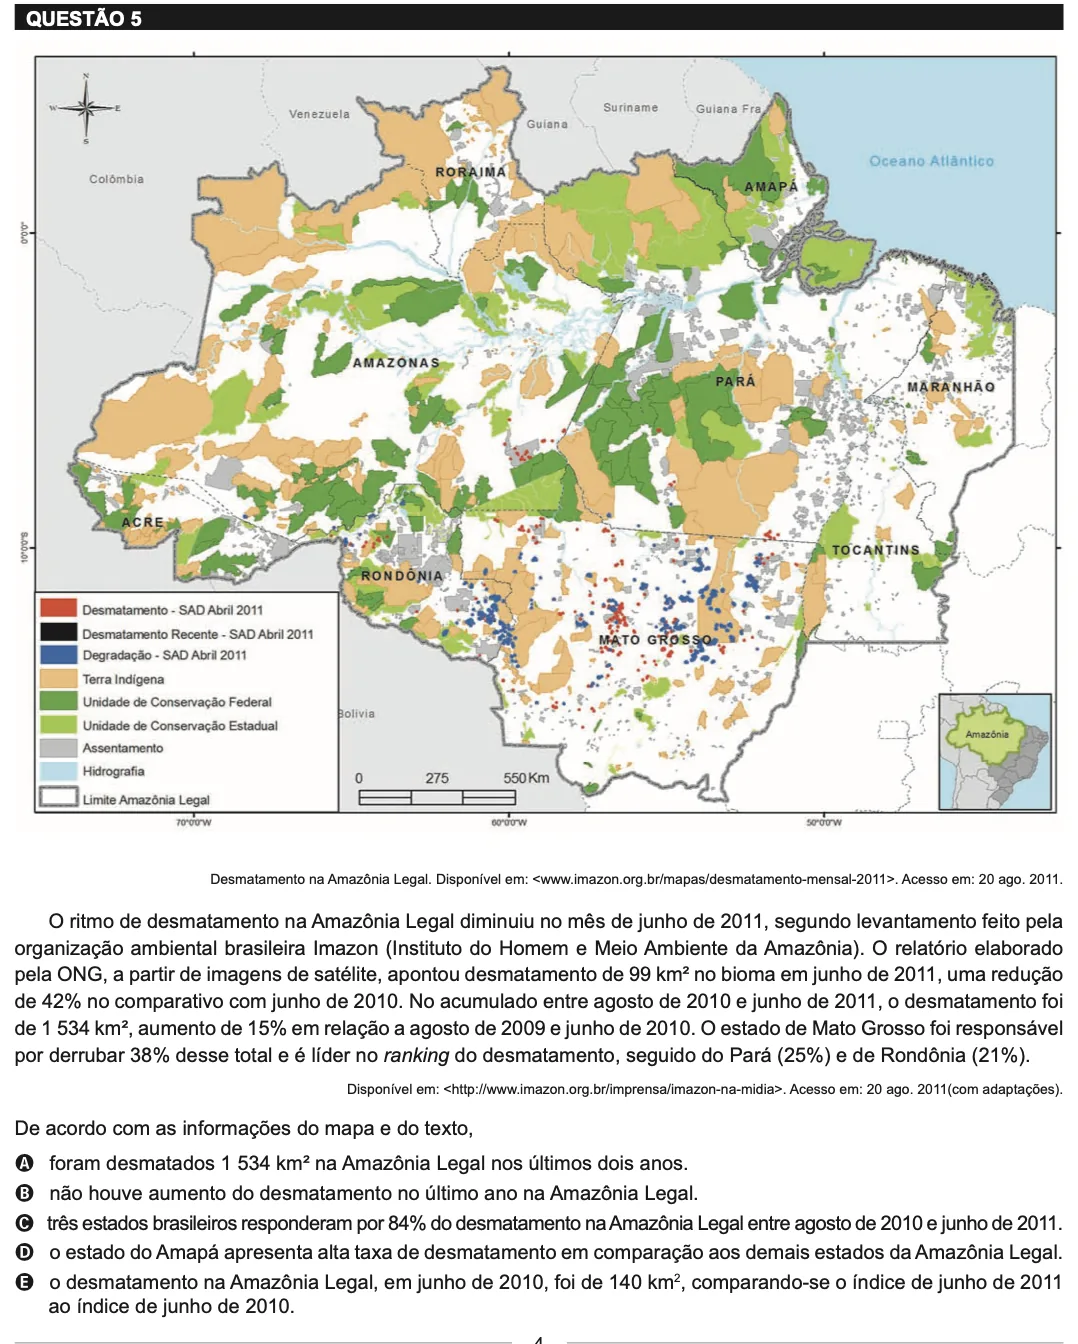 QUESTÃO 5
N
W
E
S
Venezuela
Suriname
Guiana Fra
Guiana
Colômbia
Oceano Atlântico
RORAIMA
AMAPÁ
0°0'0"
AMAZONAS
PARÁ
MARANHÃO
ACRE
10°0'0"S
TOCANTINS
RONDÔNIA
MATO GROSSO
Desmatamento - SAD Abril 2011
Desmatamento Recente - SAD Abril 2011
Degradação - SAD Abril 2011
Terra Indígena
Unidade de Conservação Federal
Unidade de Conservação Estadual
Assentamento
Hidrografia
Limite Amazônia Legal
Bolivia
Amazônia
0 275 550 Km
70°0'0"W 60°0'0"W 50°0'0"W
Desmatamento na Amazônia Legal. Disponível em: <www.imazon.org.br/mapas/desmatamento-mensal-2011>. Acesso em: 20 ago. 2011.
O ritmo de desmatamento na Amazônia Legal diminuiu no mês de junho de 2011, segundo levantamento feito pela
organização ambiental brasileira Imazon (Instituto do Homem e Meio Ambiente da Amazônia). O relatório elaborado
pela ONG, a partir de imagens de satélite, apontou desmatamento de 99 km² no bioma em junho de 2011, uma redução
de 42% no comparativo com junho de 2010. No acumulado entre agosto de 2010 e junho de 2011, o desmatamento foi
de 1 534 km², aumento de 15% em relação a agosto de 2009 e junho de 2010. O estado de Mato Grosso foi responsável
por derrubar 38% desse total e é líder no ranking do desmatamento, seguido do Pará (25%) e de Rondônia (21%).
Disponível em: <http://www.imazon.org.br/imprensa/imazon-na-midia>. Acesso em: 20 ago. 2011(com adaptações).
De acordo com as informações do mapa e do texto,
A foram desmatados 1 534 km² na Amazônia Legal nos últimos dois anos.
B não houve aumento do desmatamento no último ano na Amazônia Legal.
C três estados brasileiros responderam por 84% do desmatamento na Amazônia Legal entre agosto de 2010 e junho de 2011.
D o estado do Amapá apresenta alta taxa de desmatamento em comparação aos demais estados da Amazônia Legal.
E o desmatamento na Amazônia Legal, em junho de 2010, foi de 140 km², comparando-se o índice de junho de 2011
ao índice de junho de 2010.